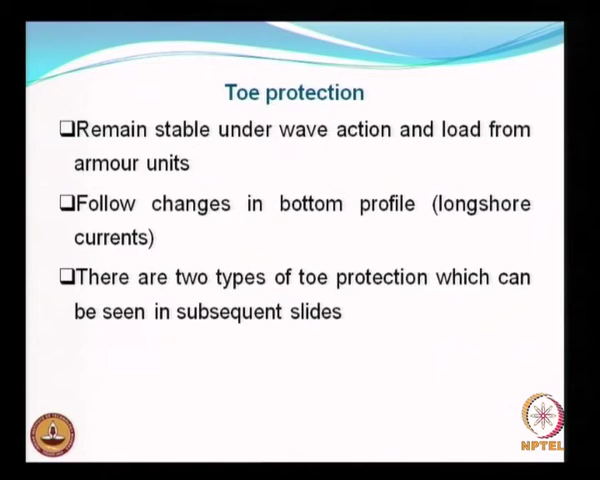 Toe protection
❑Remain stable under wave action and load from
armour units
❑Follow changes in bottom profile (longshore
currents)
❑There are two types of toe protection which can
be seen in subsequent slides
NPTEL